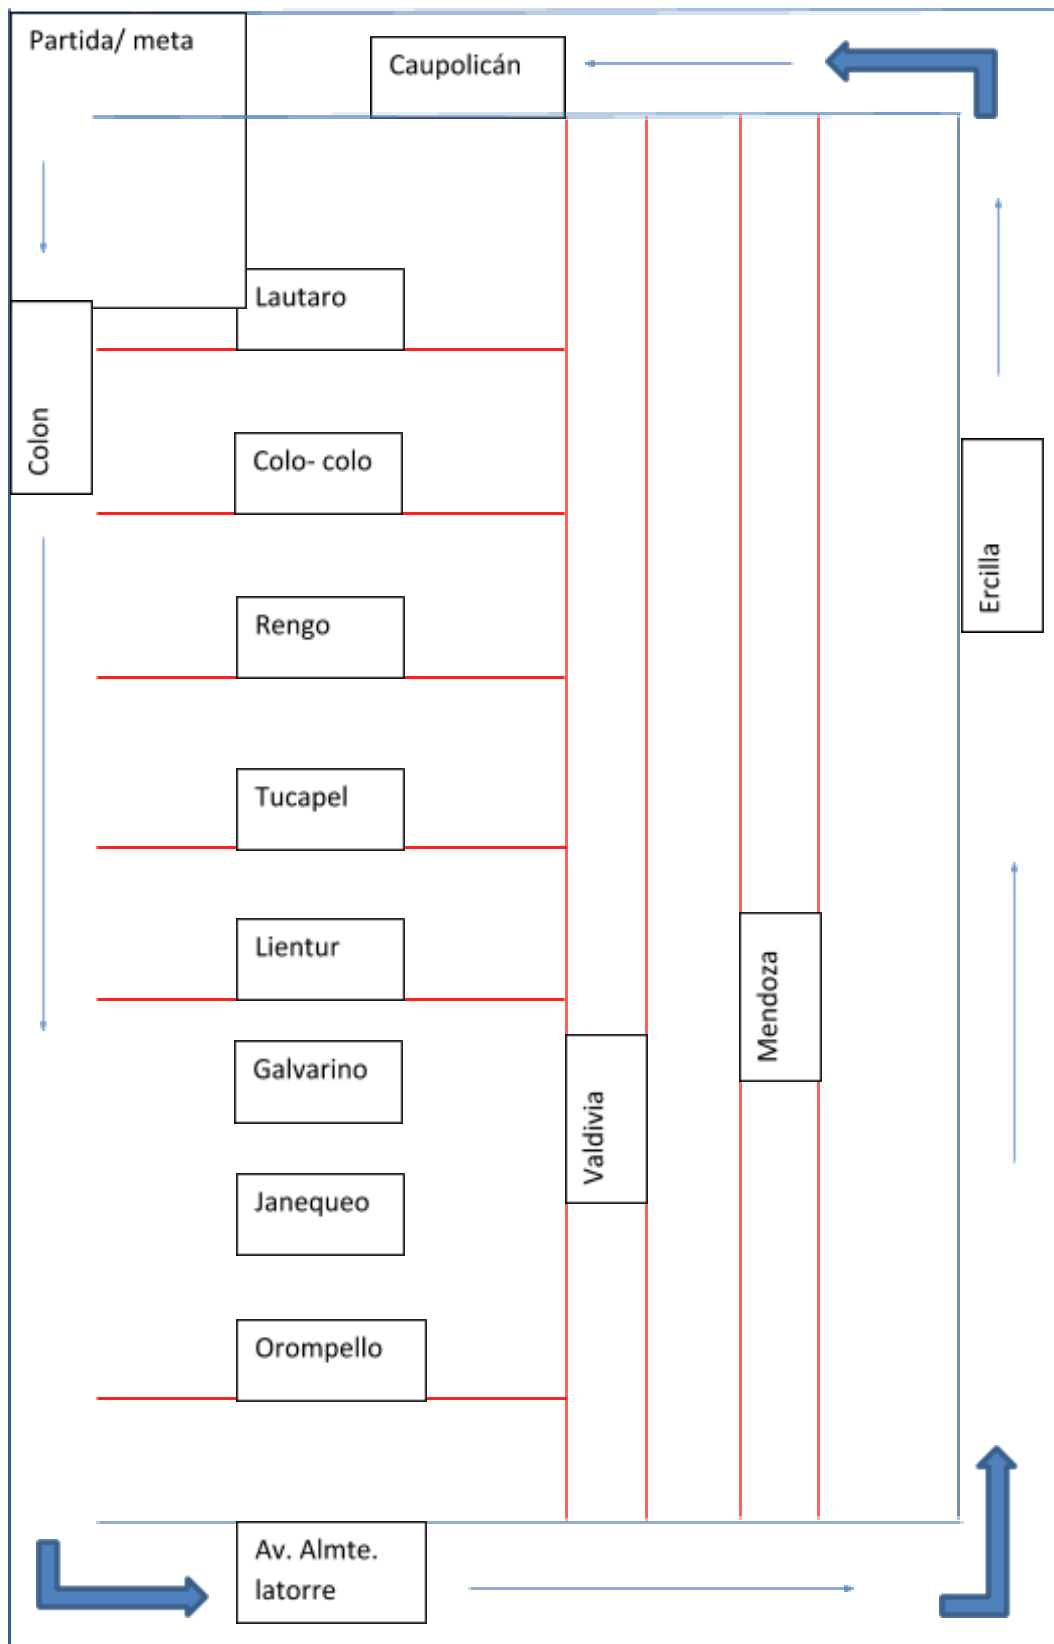 Partida/ meta
Caupolicán
Lautaro
Colon
Colo- colo
Ercilla
Rengo
Tucapel
Lientur
Mendoza
Galvarino
Valdivia
Janequeo
Orompello
Av. Almte.
latorre